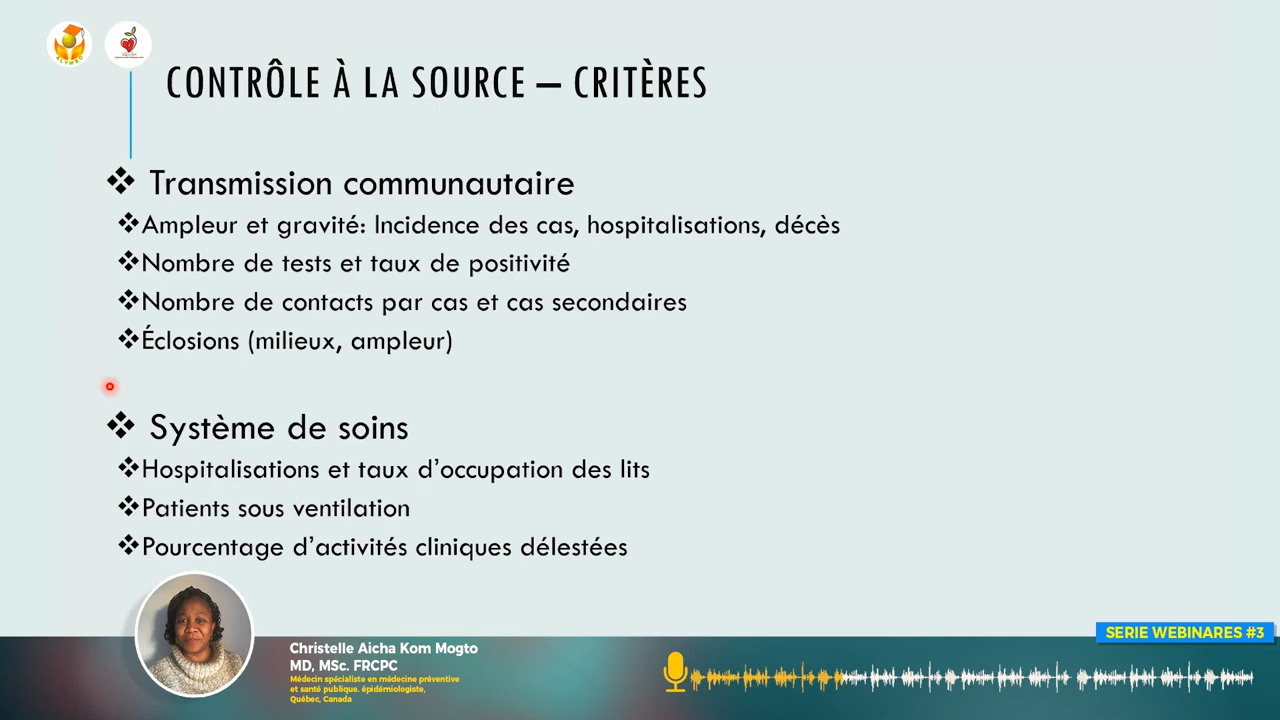 ALYMBO
CONTRÔLE À LA SOURCE – CRITÈRES
❖ Transmission communautaire
❖Ampleur et gravité: Incidence des cas, hospitalisations, décès
❖Nombre de tests et taux de positivité
❖Nombre de contacts par cas et cas secondaires
❖Éclosions (milieux, ampleur)
❖ Système de soins
❖Hospitalisations et taux d’occupation des lits
❖Patients sous ventilation
❖Pourcentage d’activités cliniques délestées
Christelle Aicha Kom Mogto
MD, MSc. FRCPC
Médecin spécialiste en médecine préventive
et santé publique. épidémiologiste,
Québec, Canada
SERIE WEBINARES #3